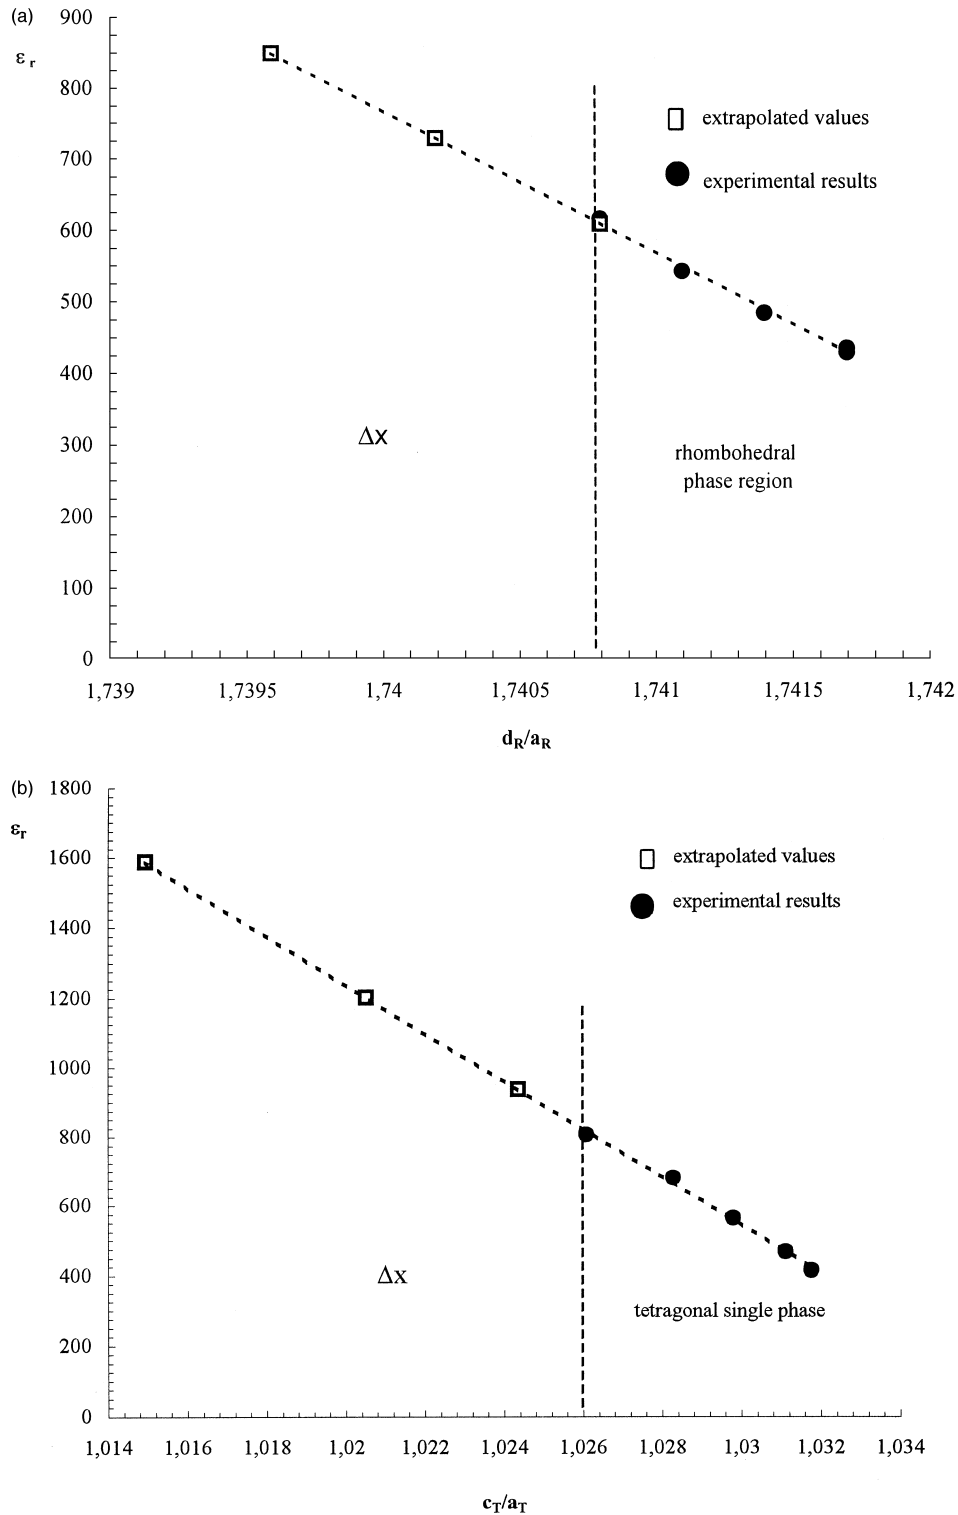 (a)
900
εr
800
extrapolated values
700
experimental results
600
500
400
Δx
rhombohedral
phase region
300
200
100
0
1,739 1,7395 1,74 1,7405 1,741 1,7415 1,742
dR/aR
(b)
1800
εr
1600
extrapolated values
experimental results
1400
1200
1000
800
600
400
Δx
tetragonal single phase
200
0
1,014 1,016 1,018 1,02 1,022 1,024 1,026 1,028 1,03 1,032 1,034
cT/aT